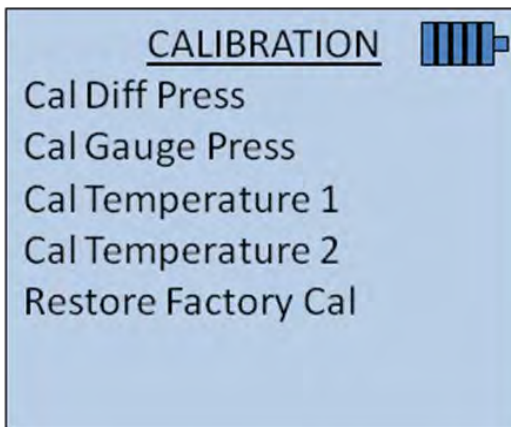 CALIBRATION
Cal Diff Press
Cal Gauge Press
Cal Temperature 1
Cal Temperature 2
Restore Factory Cal